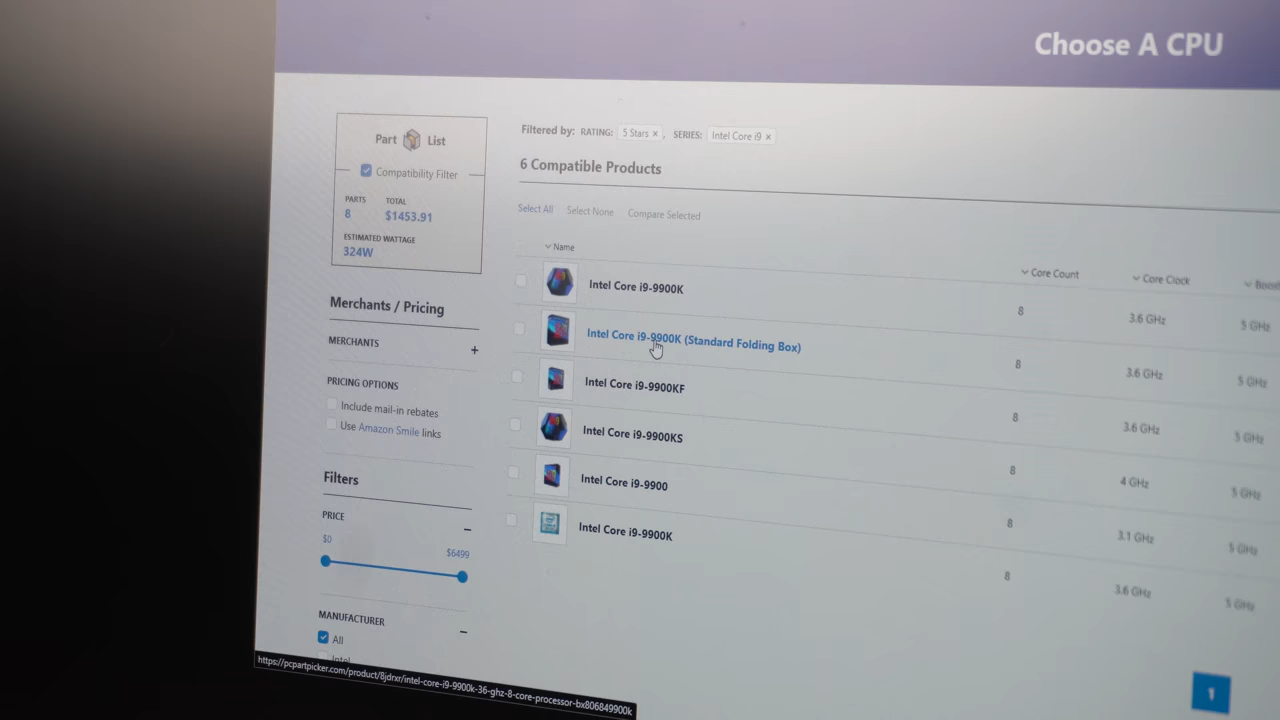 Choose A CPU
Part List
Compatibility Filter
PARTS TOTAL
8 $1453.91
ESTIMATED WATTAGE
324W
Merchants / Pricing
MERCHANTS +
PRICING OPTIONS
Include mail-in rebates
Use Amazon Smile links
Filters
PRICE −
$0 $6499
MANUFACTURER −
All
Intel
Filtered by: RATING: 5 Stars × , SERIES: Intel Core i9 ×
6 Compatible Products
Select All Select None Compare Selected
Name Core Count Core Clock Boost
Intel Core i9-9900K 8 3.6 GHz 5 GHz
Intel Core i9-9900K (Standard Folding Box) 8 3.6 GHz 5 GHz
Intel Core i9-9900KF 8 3.6 GHz 5 GHz
Intel Core i9-9900KS 8 4 GHz 5 GHz
Intel Core i9-9900 8 3.1 GHz 5 GHz
Intel Core i9-9900K 8 3.6 GHz 5 GHz
1
https://pcpartpicker.com/product/8jdrxr/intel-core-i9-9900k-36-ghz-8-core-processor-bx806849900k